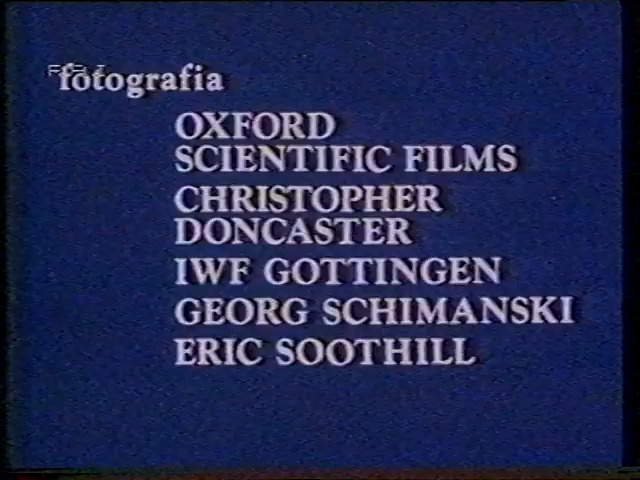 fotografia
OXFORD
SCIENTIFIC FILMS
CHRISTOPHER
DONCASTER
IWF GOTTINGEN
GEORG SCHIMANSKI
ERIC SOOTHILL